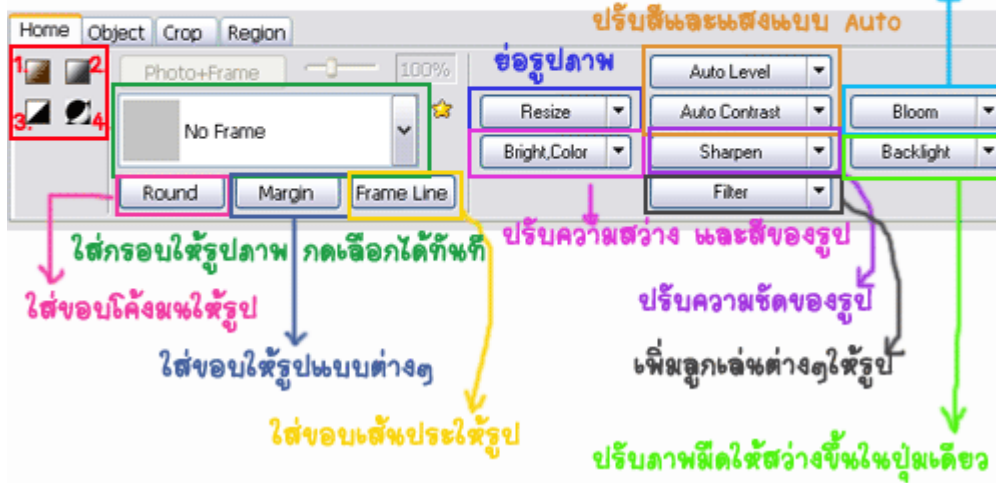 ปรับสีและแสงแบบ Auto
Home Object Crop Region
1. 2.
Photo+Frame 100% ย่อรูปภาพ Auto Level
3. 4.
No Frame Resize Auto Contrast Bloom
Bright,Color Sharpen Backlight
Round Margin Frame Line Filter
ใส่กรอบให้รูปภาพ กดเลือกได้ทันที ปรับความสว่าง และสีของรูป
ใส่ขอบโค้งมนให้รูป ปรับความชัดของรูป
ใส่ขอบให้รูปแบบต่างๆ เพิ่มลูกเล่นต่างๆให้รูป
ใส่ขอบเส้นประให้รูป
ปรับภาพมืดให้สว่างขึ้นในปุ่มเดียว